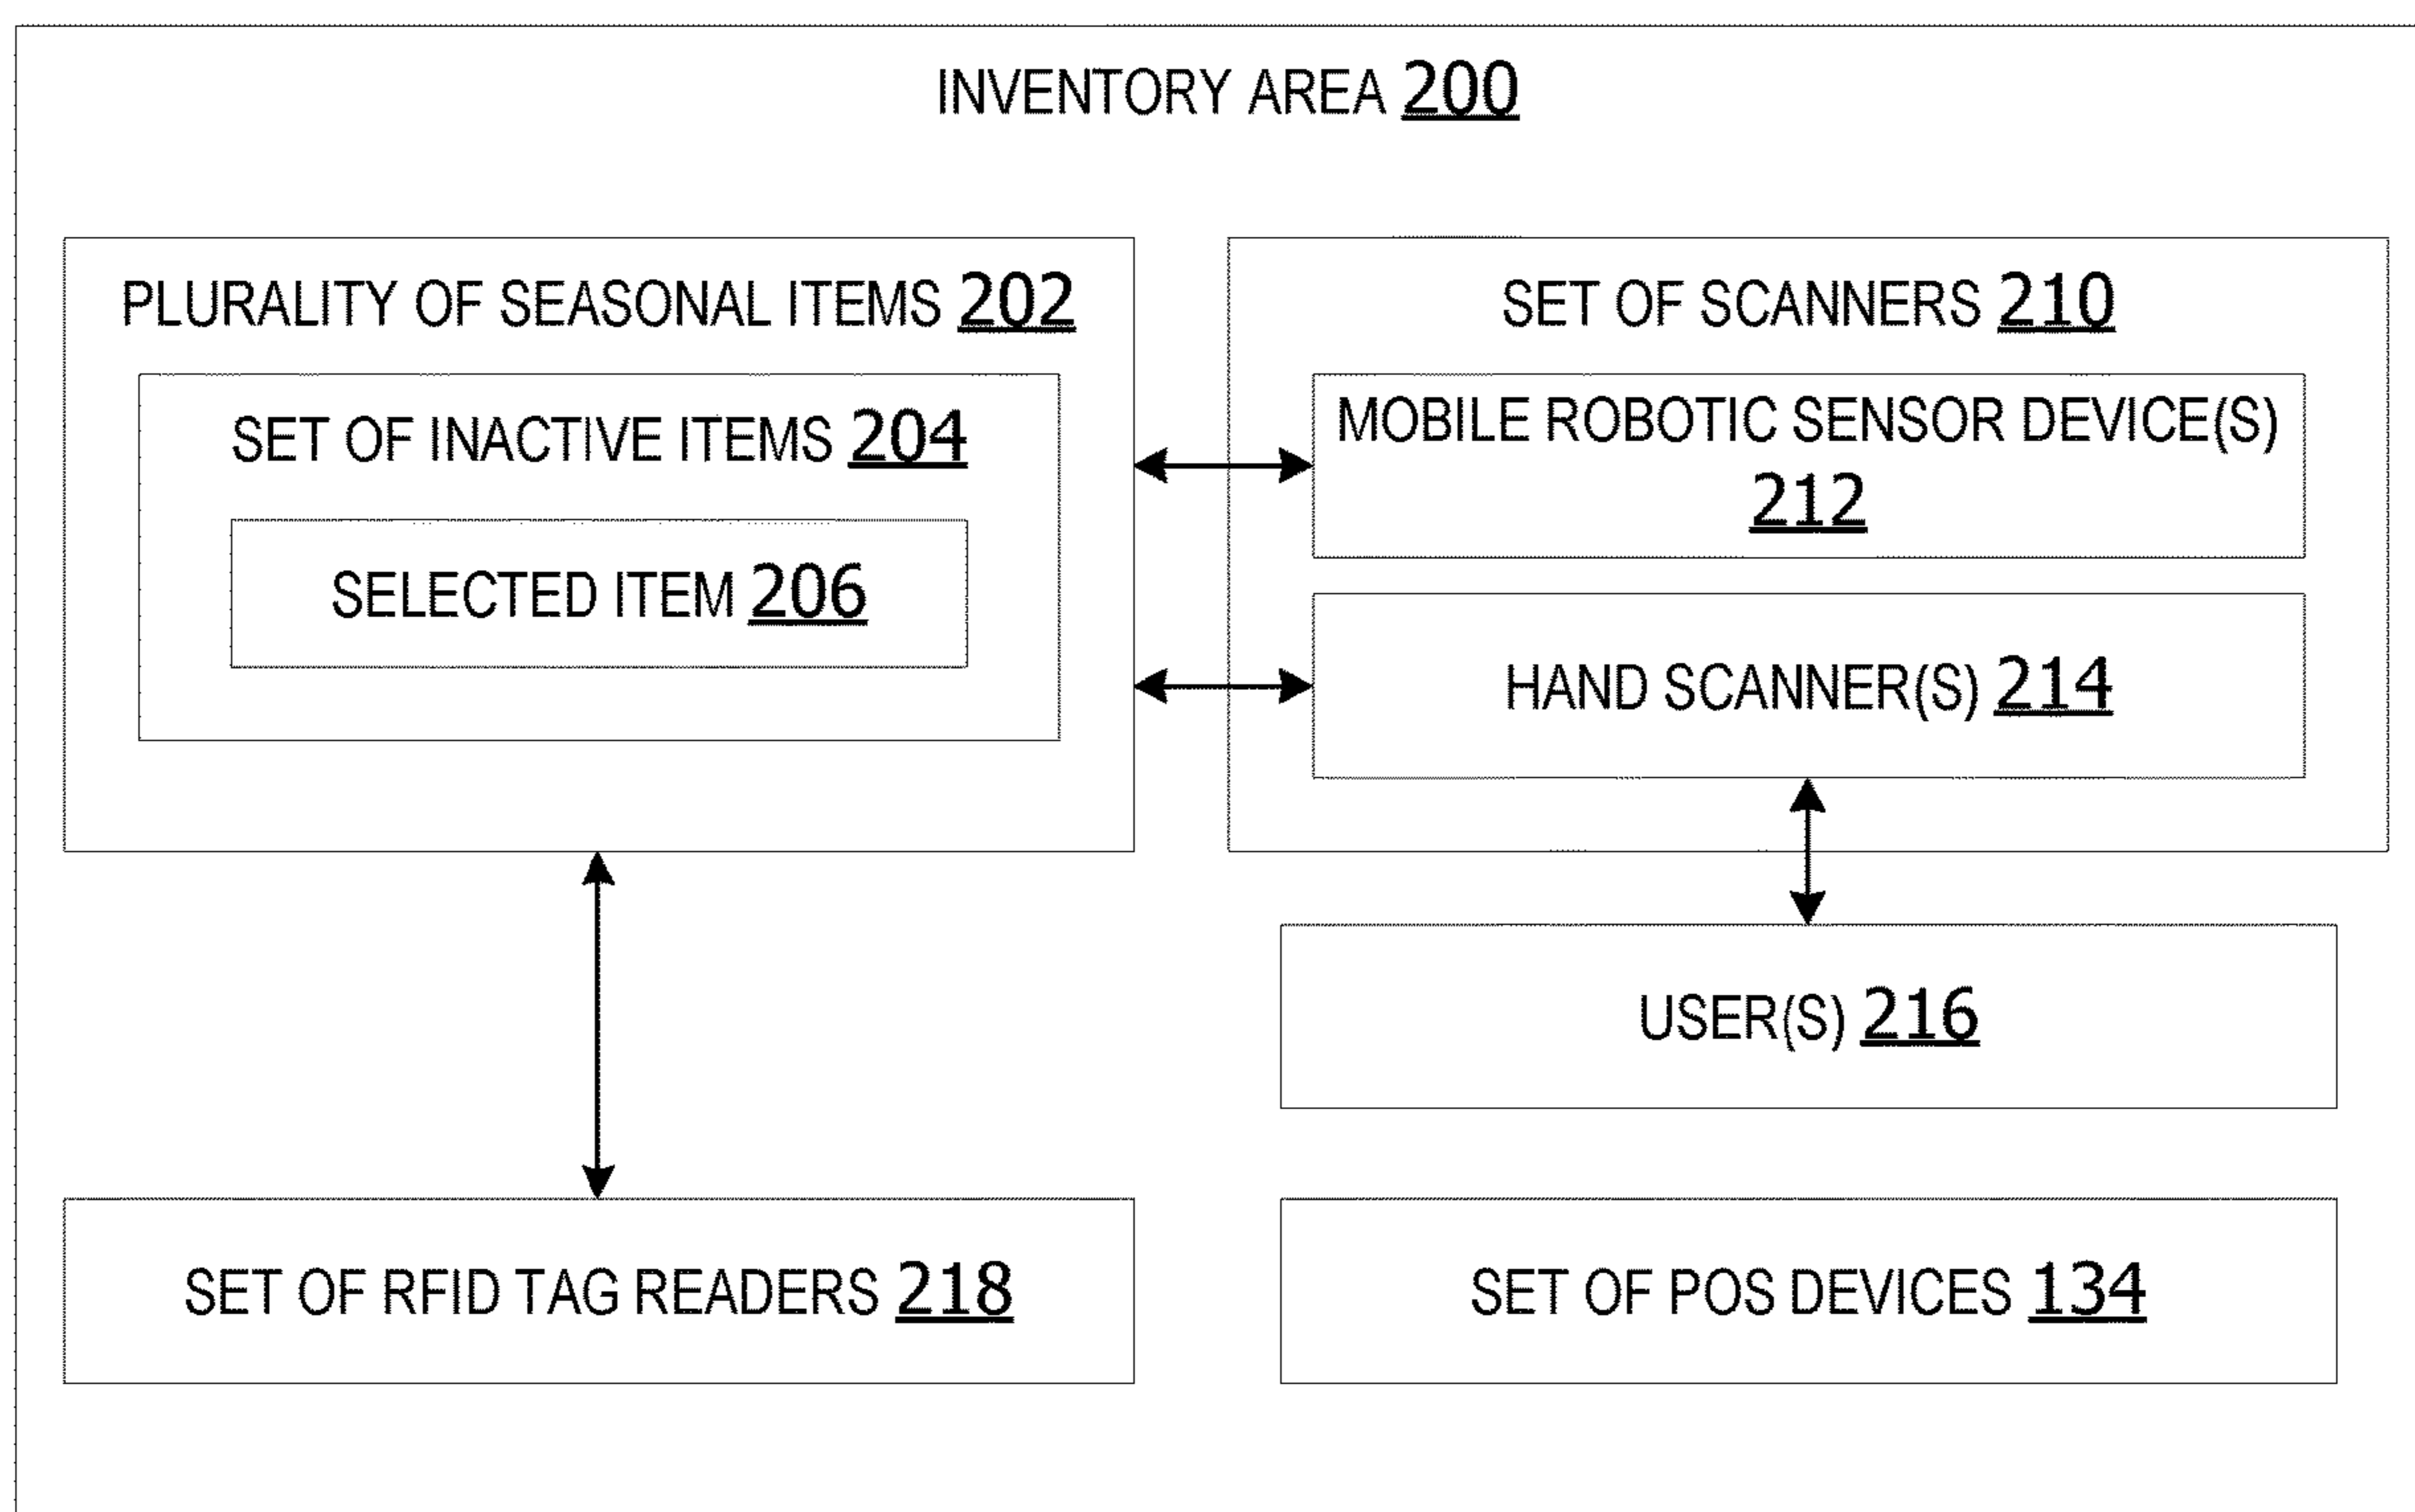 INVENTORY AREA 200
PLURALITY OF SEASONAL ITEMS 202
SET OF INACTIVE ITEMS 204
SELECTED ITEM 206
SET OF SCANNERS 210
MOBILE ROBOTIC SENSOR DEVICE(S)
212
HAND SCANNER(S) 214
USER(S) 216
SET OF RFID TAG READERS 218
SET OF POS DEVICES 134